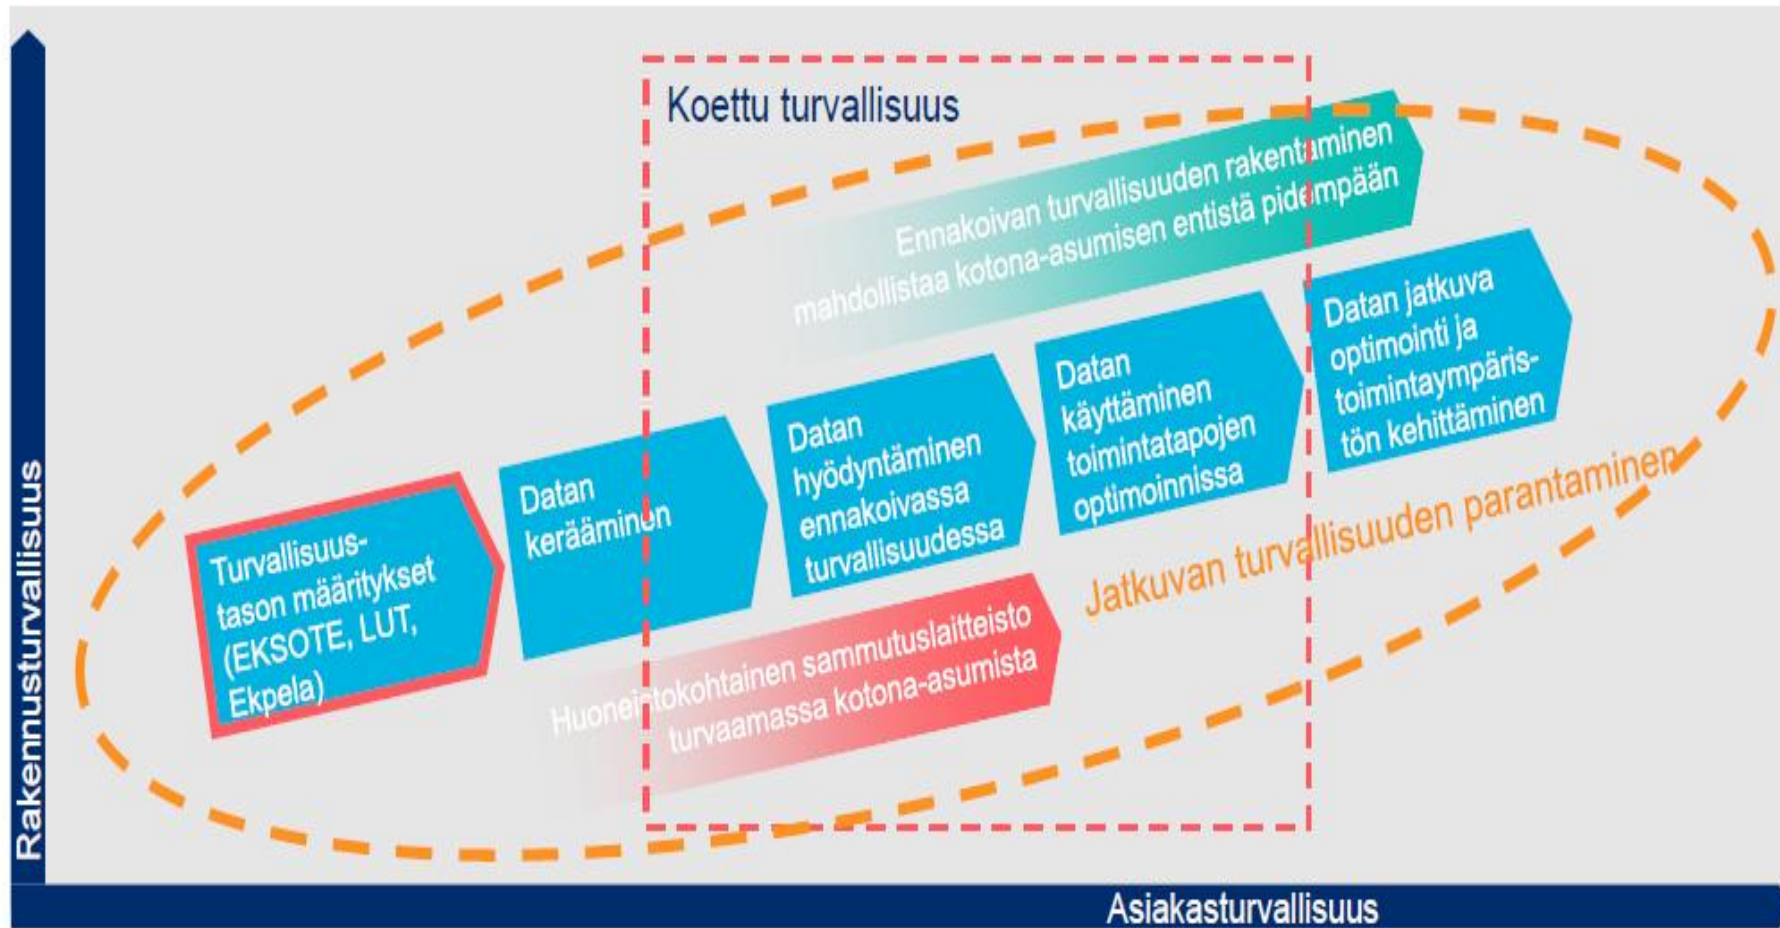 Koettu turvallisuus
Ennakoivan turvallisuuden rakentaminen
mahdollistaa kotona-asumisen entistä pidempään
Turvallisuus-
tason määritykset
(EKSOTE, LUT,
Ekpela)
Datan
kerääminen
Datan
hyödyntäminen
ennakoivassa
turvallisuudessa
Datan
käyttäminen
toimintatapojen
optimoinnissa
Datan jatkuva
optimointi ja
toimintaympäris-
tön kehittäminen
Huoneistokohtainen sammutuslaitteisto
turvaamassa kotona-asumista
Jatkuvan turvallisuuden parantaminen
Rakennusturvallisuus
Asiakasturvallisuus